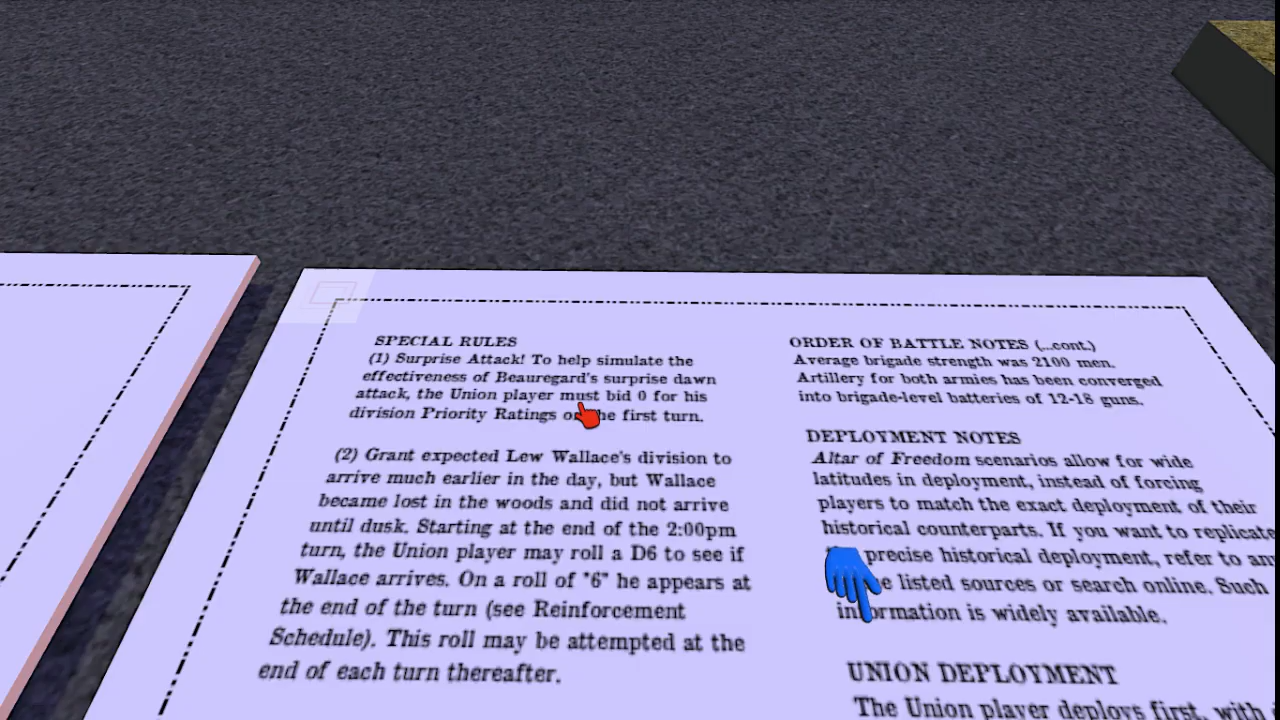 SPECIAL RULES
(1) Surprise Attack! To help simulate the
effectiveness of Beauregard's surprise dawn
attack, the Union player must bid 0 for his
division Priority Ratings on the first turn.
(2) Grant expected Lew Wallace's division to
arrive much earlier in the day, but Wallace
became lost in the woods and did not arrive
until dusk. Starting at the end of the 2:00pm
turn, the Union player may roll a D6 to see if
Wallace arrives. On a roll of "6" he appears at
the end of the turn (see Reinforcement
Schedule). This roll may be attempted at the
end of each turn thereafter.
ORDER OF BATTLE NOTES (...cont.)
Average brigade strength was 2100 men.
Artillery for both armies has been converged
into brigade-level batteries of 12-18 guns.
DEPLOYMENT NOTES
Altar of Freedom scenarios allow for wide
latitudes in deployment, instead of forcing
players to match the exact deployment of their
historical counterparts. If you want to replicate
precise historical deployment, refer to
listed sources or search online. Such
information is widely available.
UNION DEPLOYMENT
The Union player deploys first, with